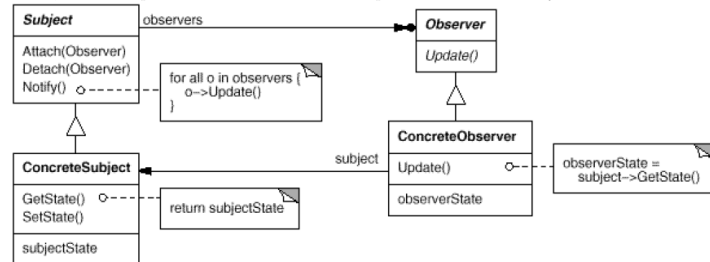 Subject
Attach(Observer)
Detach(Observer)
Notify()
observers
Observer
Update()
for all o in observers {
o->Update()
}
ConcreteSubject
GetState()
SetState()
subjectState
return subjectState
subject
ConcreteObserver
Update()
observerState
observerState =
subject->GetState()